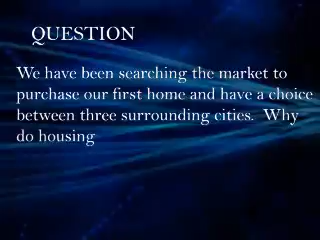 QUESTION
We have been searching the market to
purchase our first home and have a choice
between three surrounding cities.  Why
do housing